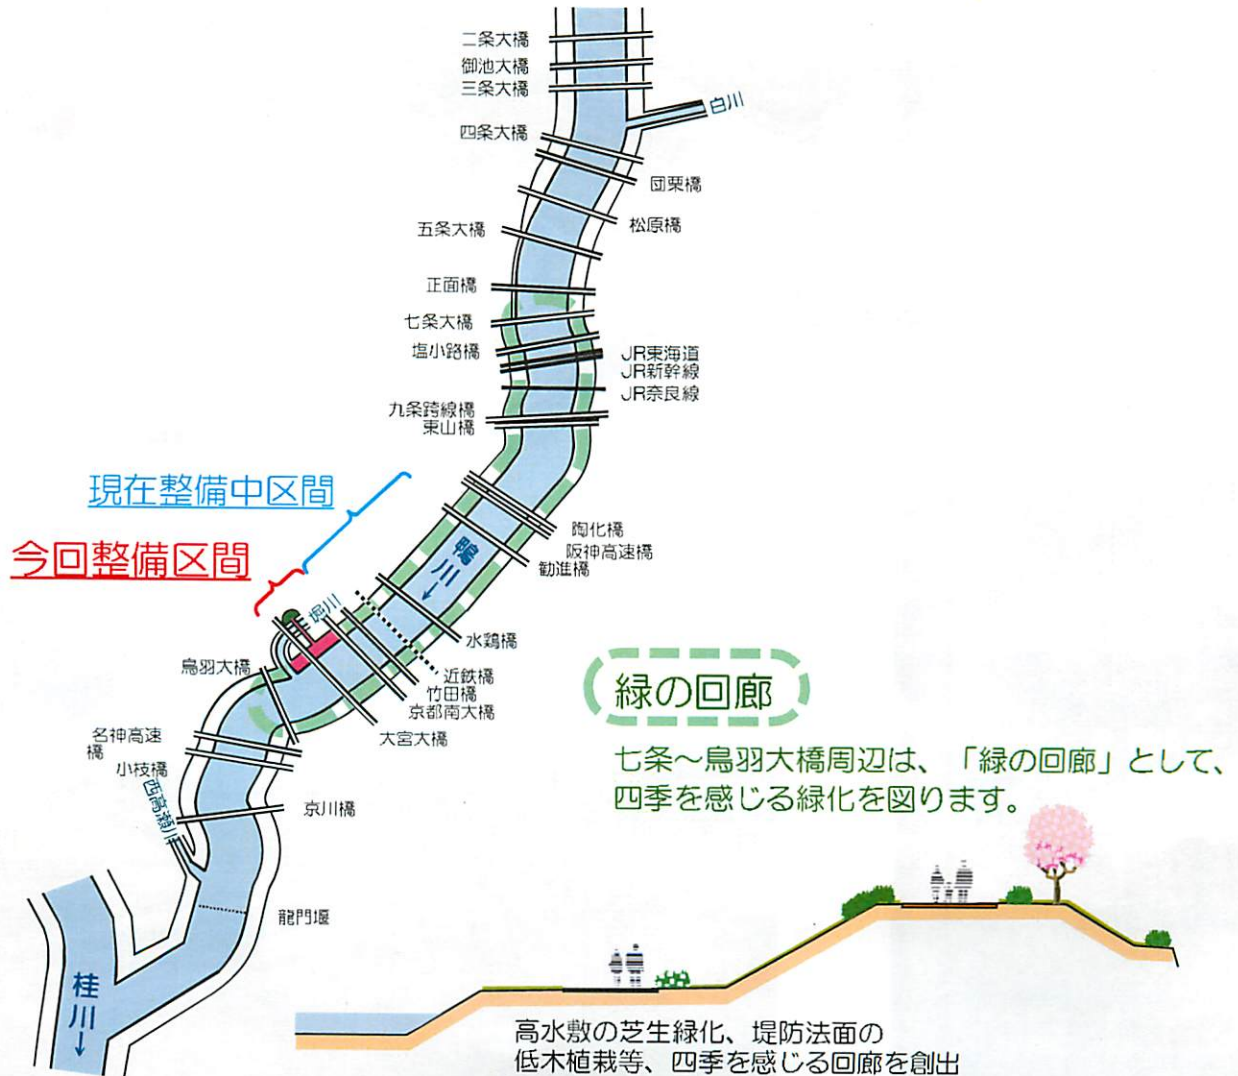 二条大橋
御池大橋
三条大橋
白川
四条大橋
団栗橋
松原橋
五条大橋
正面橋
七条大橋
塩小路橋
JR東海道
JR新幹線
JR奈良線
九条跨線橋
東山橋
現在整備中区間
今回整備区間
陶化橋
阪神高速橋
勧進橋
鴨川→
堀川
水鶏橋
鳥羽大橋
近鉄橋
竹田橋
京都南大橋
大宮大橋
緑の回廊
名神高速
橋
小枝橋
西高瀬川
京川橋
七条～鳥羽大橋周辺は、「緑の回廊」として、
四季を感じる緑化を図ります。
龍門堰
桂川→
高水敷の芝生緑化、堤防法面の
低木植栽等、四季を感じる回廊を創出